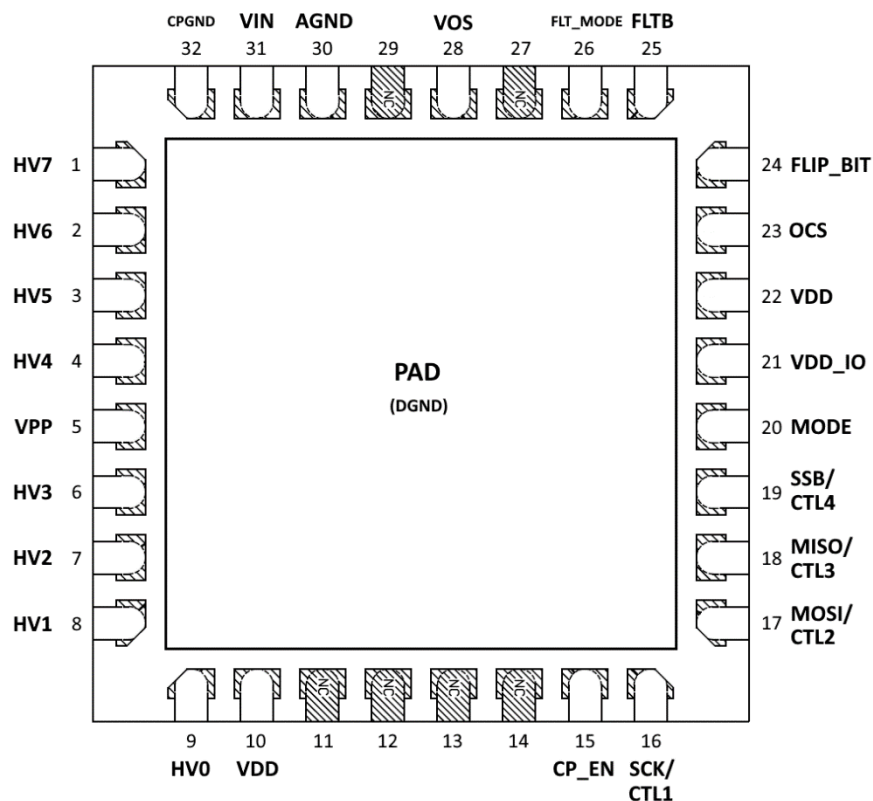 CPGND VIN AGND VOS FLT_MODE FLTB
32 31 30 29 28 27 26 25
NC NC
HV7 1
24 FLIP_BIT
HV6 2
23 OCS
HV5 3
22 VDD
HV4 4
21 VDD_IO
PAD
(DGND)
VPP 5
20 MODE
HV3 6
19 SSB/
CTL4
HV2 7
18 MISO/
CTL3
HV1 8
17 MOSI/
CTL2
NC NC NC NC
9 10 11 12 13 14 15 16
HV0 VDD CP_EN SCK/
CTL1